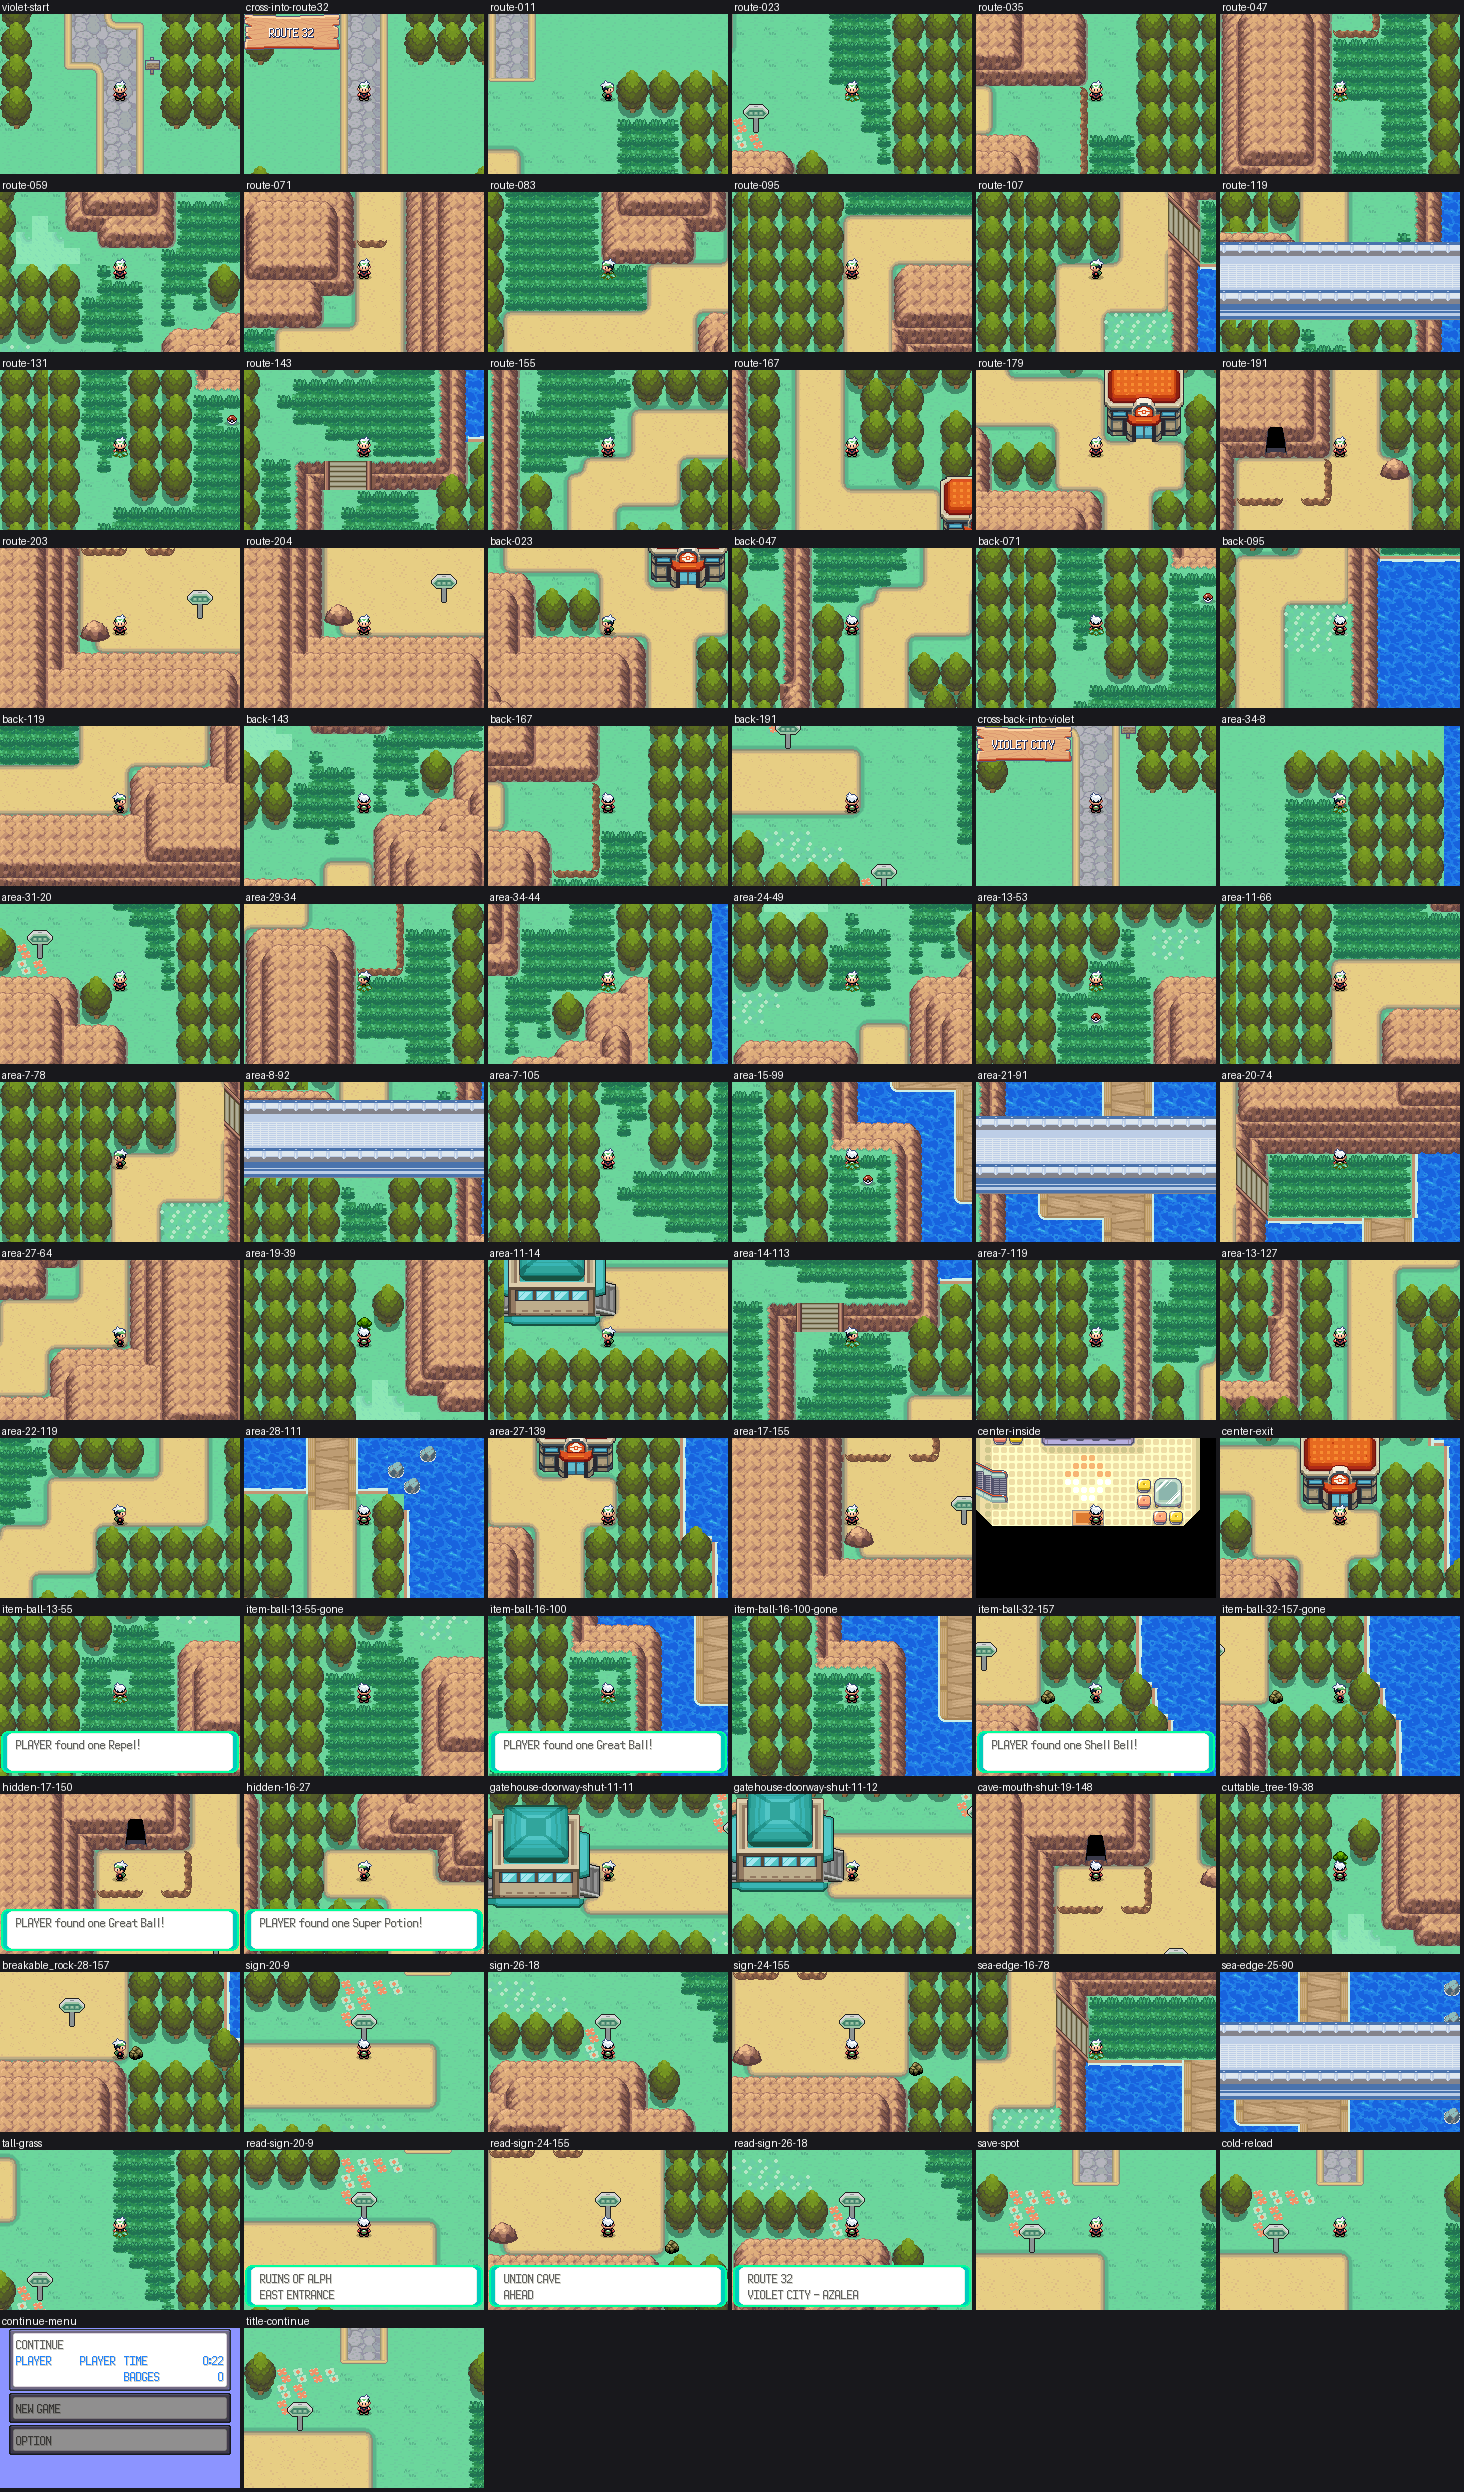 violet-start
cross-into-route32
route-011
route-023
route-035
route-047
ROUTE 32
route-059
route-071
route-083
route-095
route-107
route-119
route-131
route-143
route-155
route-167
route-179
route-191
route-203
route-204
back-023
back-047
back-071
back-095
back-119
back-143
back-167
back-191
cross-back-into-violet
area-34-8
VIOLET CITY
area-31-20
area-29-34
area-34-44
area-24-49
area-13-53
area-11-66
area-7-78
area-8-92
area-7-105
area-15-99
area-21-91
area-20-74
area-27-64
area-19-39
area-11-14
area-14-113
area-7-119
area-13-127
area-22-119
area-28-111
area-27-139
area-17-155
center-inside
center-exit
item-ball-13-55
item-ball-13-55-gone
item-ball-16-100
item-ball-16-100-gone
item-ball-32-157
item-ball-32-157-gone
PLAYER found one Repel!
PLAYER found one Great Ball!
PLAYER found one Shell Bell!
hidden-17-150
hidden-16-27
gatehouse-doorway-shut-11-11
gatehouse-doorway-shut-11-12
cave-mouth-shut-19-148
cuttable_tree-19-38
PLAYER found one Great Ball!
PLAYER found one Super Potion!
breakable_rock-28-157
sign-20-9
sign-26-18
sign-24-155
sea-edge-16-78
sea-edge-25-90
tall-grass
read-sign-20-9
read-sign-24-155
read-sign-26-18
save-spot
cold-reload
RUINS OF ALPH
EAST ENTRANCE
UNION CAVE
AHEAD
ROUTE 32
VIOLET CITY - AZALEA
continue-menu
title-continue
CONTINUE
PLAYER PLAYER TIME 0:22
BADGES 0
NEW GAME
OPTION